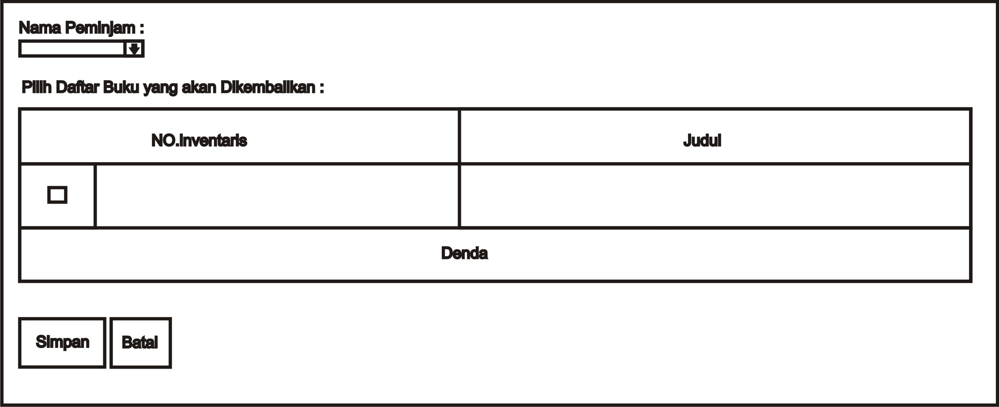 Nama Peminjam :
Pilih Daftar Buku yang akan Dikembalikan :
NO.Inventaris
Judul
Denda
Simpan
Batal